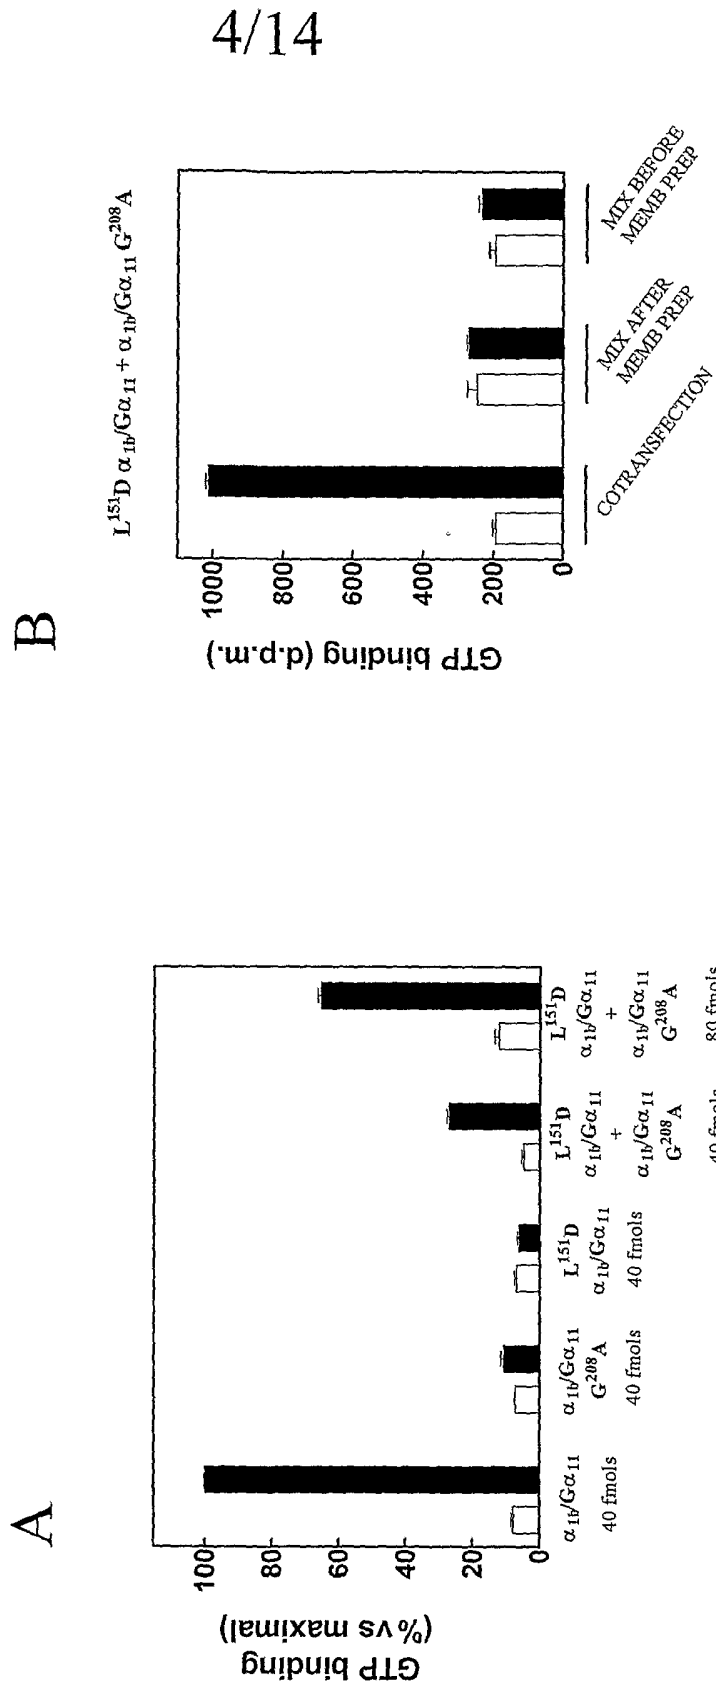 4/14
A
GTP binding
(% vs maximal)
100
80
60
40
20
0
α1b/Gα11
40 fmols
α1b/Gα11
G208A
40 fmols
L151D
α1b/Gα11
40 fmols
L151D
α1b/Gα11
+
α1b/Gα11
G208A
40 fmols
L151D
α1b/Gα11
+
α1b/Gα11
G208A
80 fmols
B
L151D α1b/Gα11 + α1b/Gα11 G208A
GTP binding (d.p.m.)
1000
800
600
400
200
0
COTRANSFECTION
MIX AFTER
MEMB PREP
MIX BEFORE
MEMB PREP